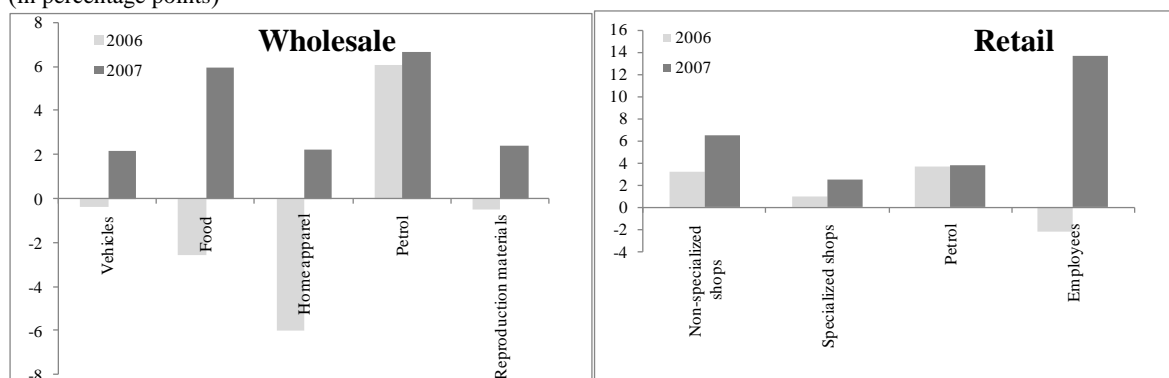 (in percentage points)
Wholesale
2006
2007
8
6
4
2
0
-2
-4
-6
-8
Vehicles
Food
Home apparel
Petrol
Reproduction materials
Retail
2006
2007
16
14
12
10
8
6
4
2
0
-2
-4
Non-specialized
shops
Specialized shops
Petrol
Employees